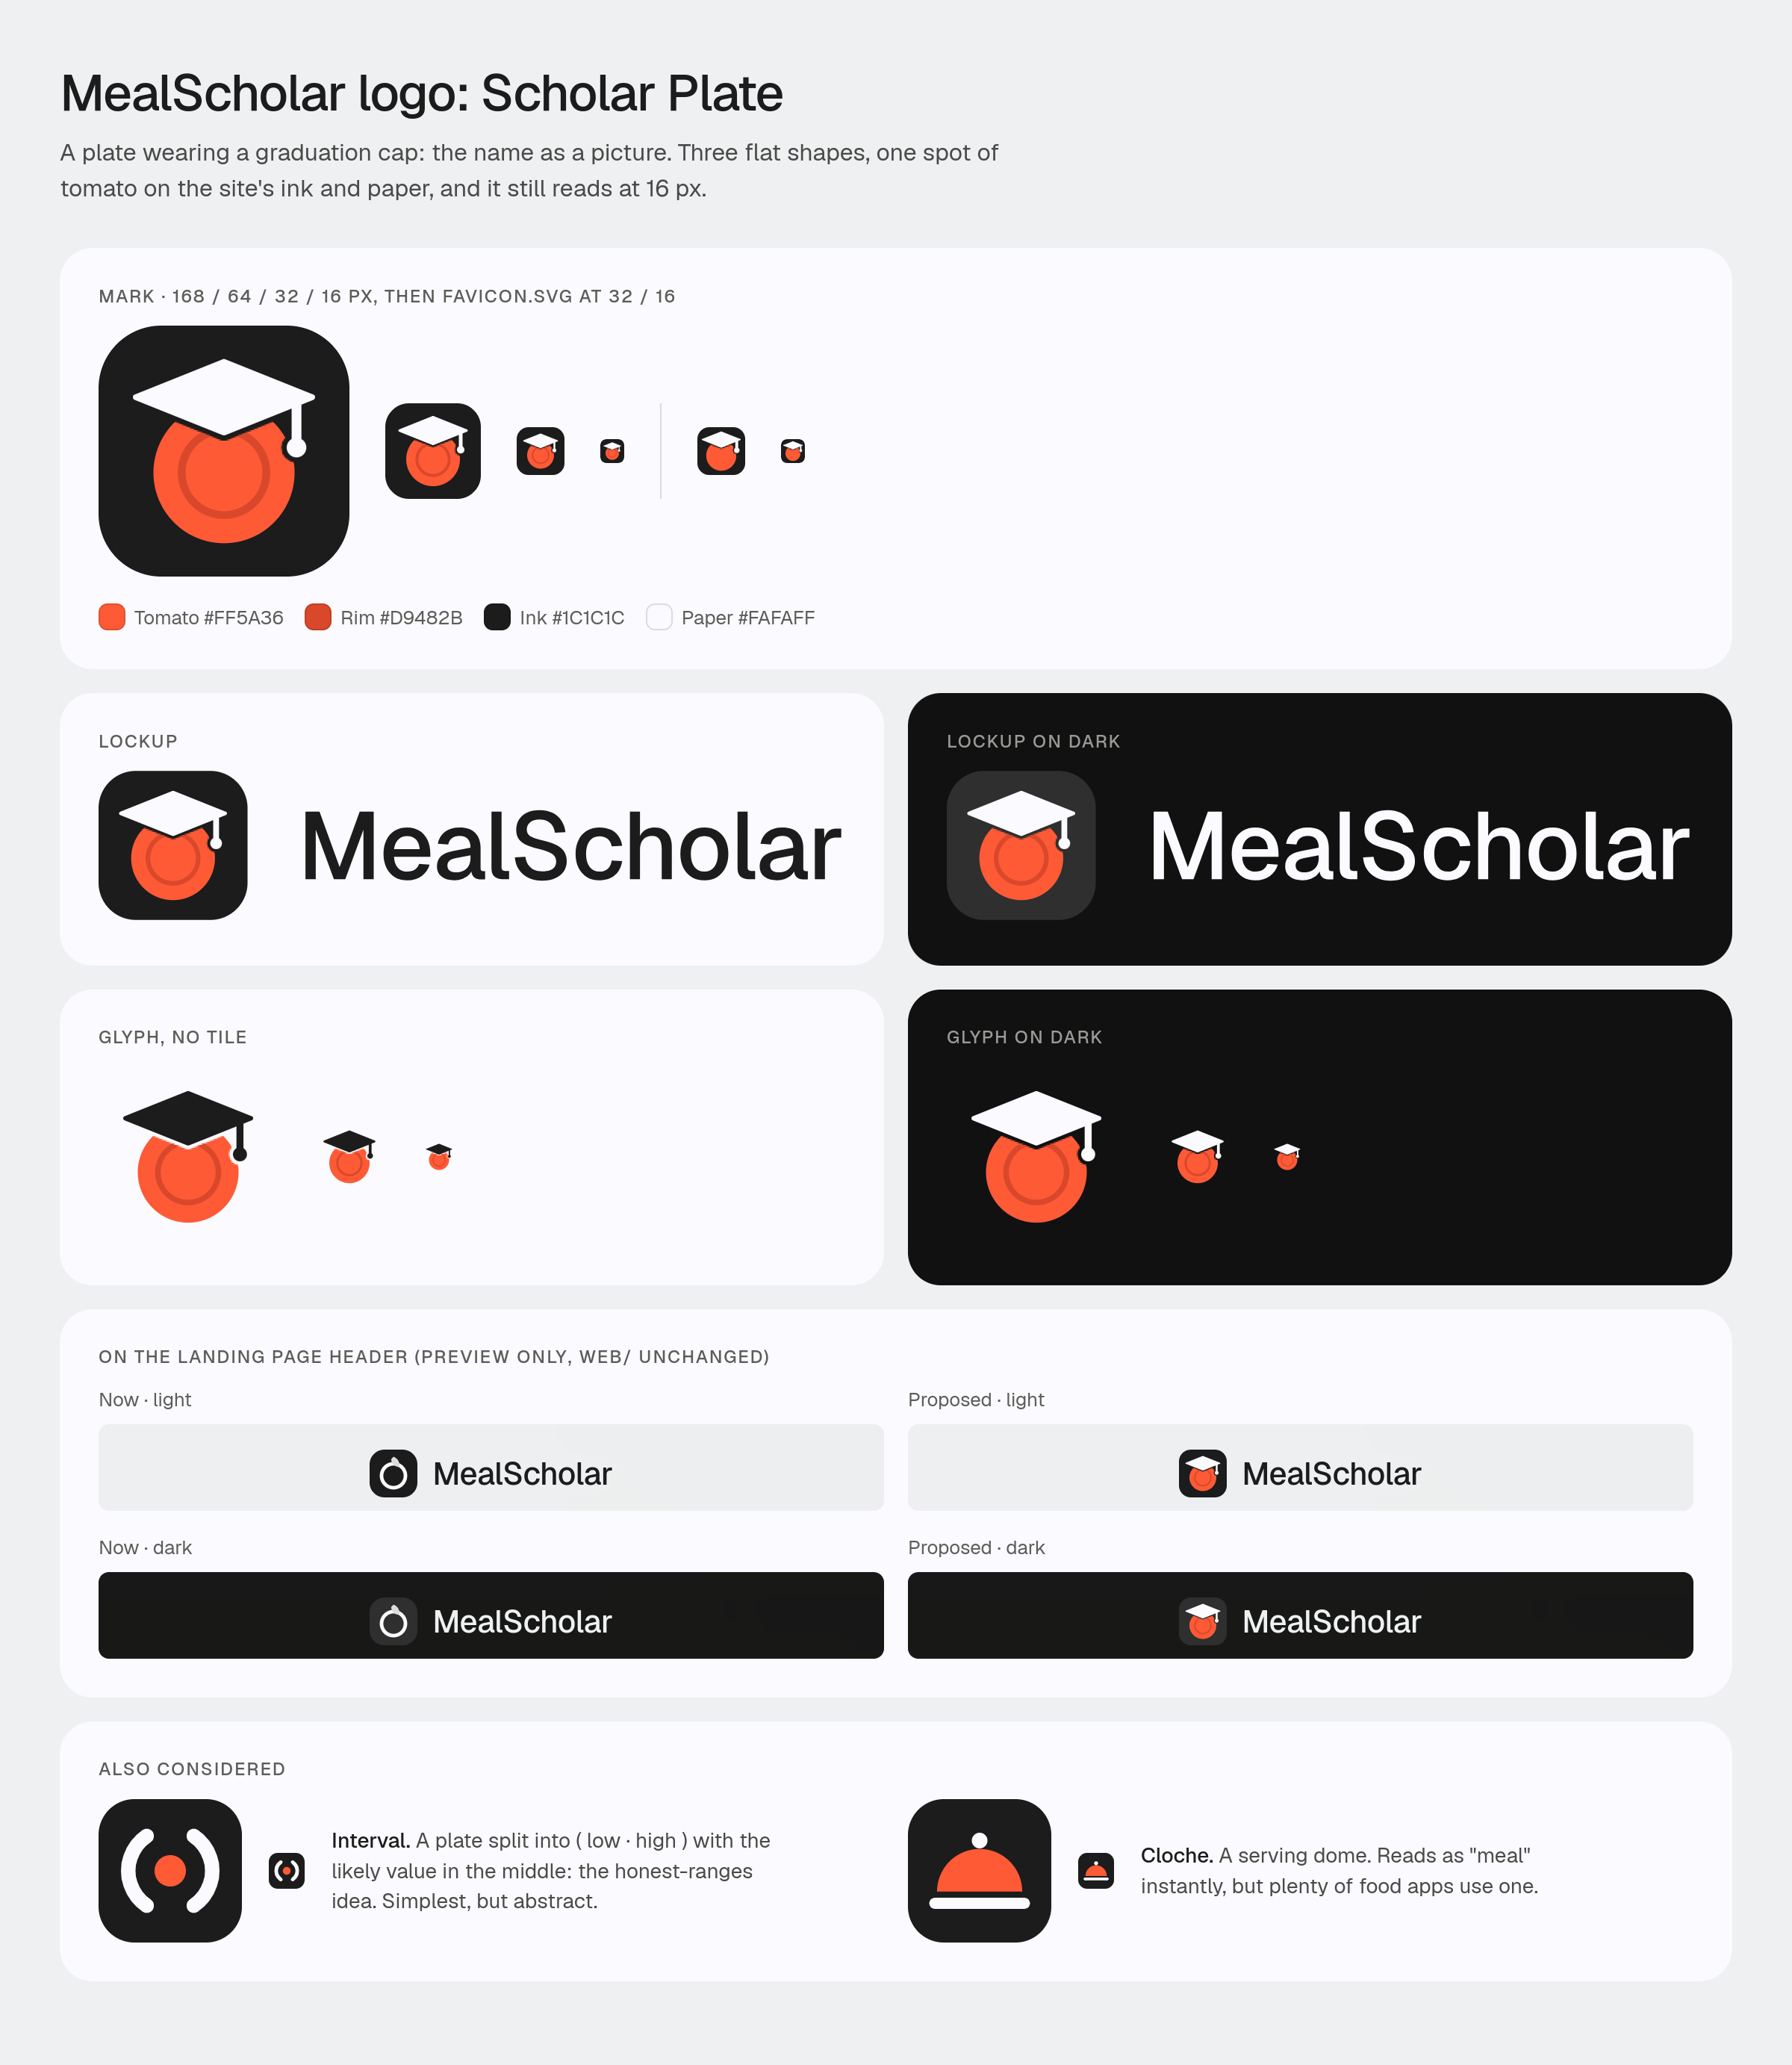 MealScholar logo: Scholar Plate
A plate wearing a graduation cap: the name as a picture. Three flat shapes, one spot of
tomato on the site's ink and paper, and it still reads at 16 px.
MARK · 168 / 64 / 32 / 16 PX, THEN FAVICON.SVG AT 32 / 16
Tomato #FF5A36
Rim #D9482B
Ink #1C1C1C
Paper #FAFAFF
LOCKUP
MealScholar
LOCKUP ON DARK
MealScholar
GLYPH, NO TILE
GLYPH ON DARK
ON THE LANDING PAGE HEADER (PREVIEW ONLY, WEB/ UNCHANGED)
Now · light
MealScholar
Proposed · light
MealScholar
Now · dark
MealScholar
Proposed · dark
MealScholar
ALSO CONSIDERED
Interval. A plate split into ( low · high ) with the
likely value in the middle: the honest-ranges
idea. Simplest, but abstract.
Cloche. A serving dome. Reads as "meal"
instantly, but plenty of food apps use one.